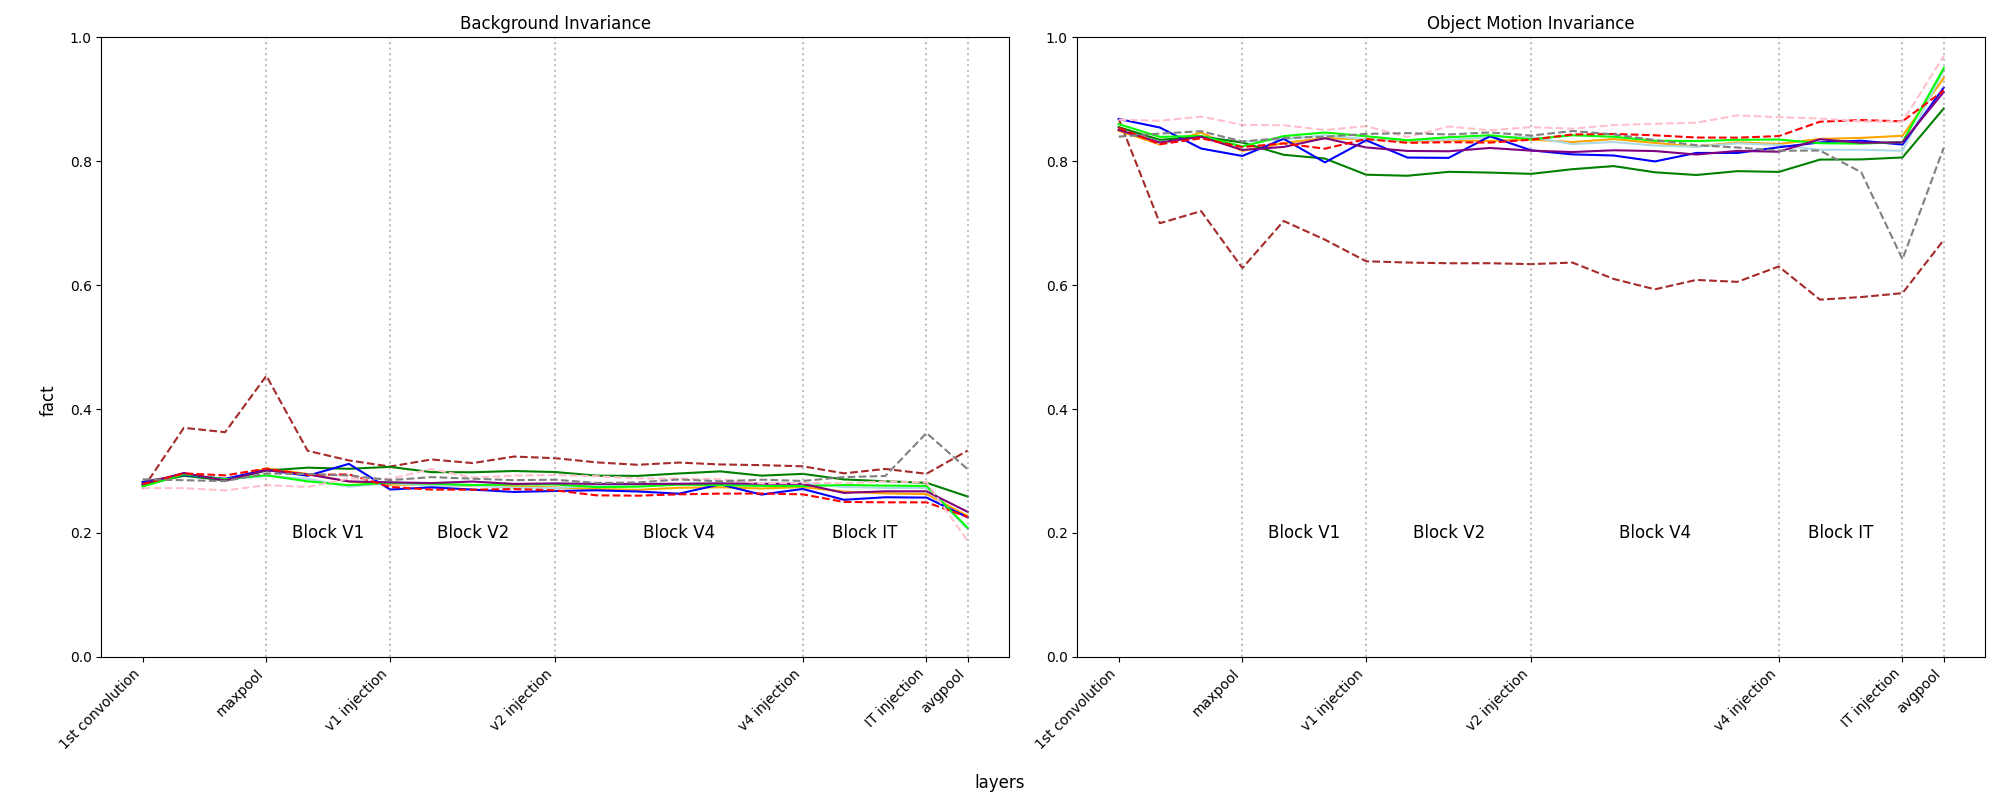 Background Invariance
Object Motion Invariance
fact
1.0
0.8
0.6
0.4
0.2
0.0
Block V1
Block V2
Block V4
Block IT
1st convolution
maxpool
v1 injection
v2 injection
v4 injection
IT injection
avgpool
1.0
0.8
0.6
0.4
0.2
0.0
Block V1
Block V2
Block V4
Block IT
1st convolution
maxpool
v1 injection
v2 injection
v4 injection
IT injection
avgpool
layers